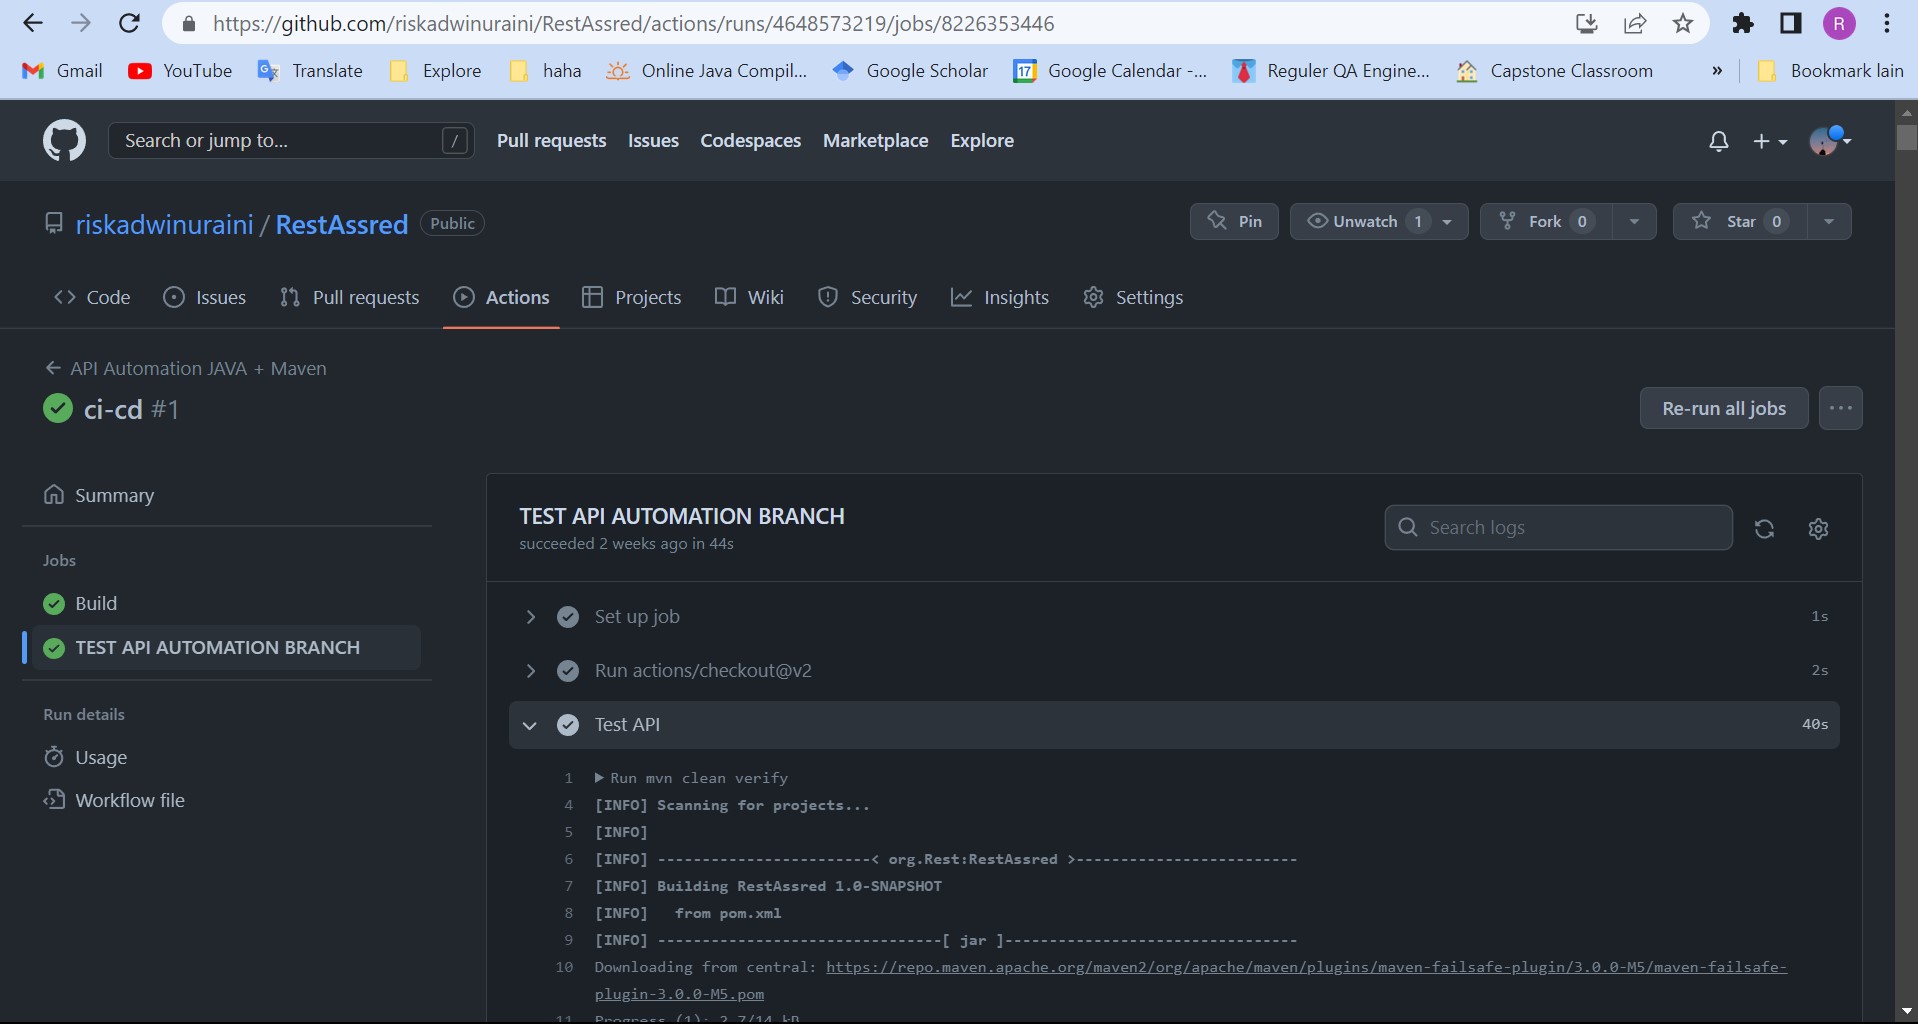 https://github.com/riskadwinuraini/RestAssred/actions/runs/4648573219/jobs/8226353446
R
Gmail YouTube Translate Explore haha Online Java Compil... Google Scholar 17 Google Calendar -... Reguler QA Engine... Capstone Classroom » Bookmark lain
Search or jump to... / Pull requests Issues Codespaces Marketplace Explore
riskadwinuraini / RestAssred Public Pin Unwatch 1 Fork 0 Star 0
Code Issues Pull requests Actions Projects Wiki Security Insights Settings
← API Automation JAVA + Maven
ci-cd #1
Re-run all jobs ...
Summary
Jobs
Build
TEST API AUTOMATION BRANCH
Run details
Usage
Workflow file
TEST API AUTOMATION BRANCH
succeeded 2 weeks ago in 44s
Search logs
Set up job 1s
Run actions/checkout@v2 2s
Test API 40s
1 ▶ Run mvn clean verify
4 [INFO] Scanning for projects...
5 [INFO]
6 [INFO] ------------------------< org.Rest:RestAssred >-------------------------
7 [INFO] Building RestAssred 1.0-SNAPSHOT
8 [INFO]   from pom.xml
9 [INFO] --------------------------------[ jar ]---------------------------------
10 Downloading from central: https://repo.maven.apache.org/maven2/org/apache/maven/plugins/maven-failsafe-plugin/3.0.0-M5/maven-failsafe-
plugin-3.0.0-M5.pom
11 Progress (1): 2.7/14 kB